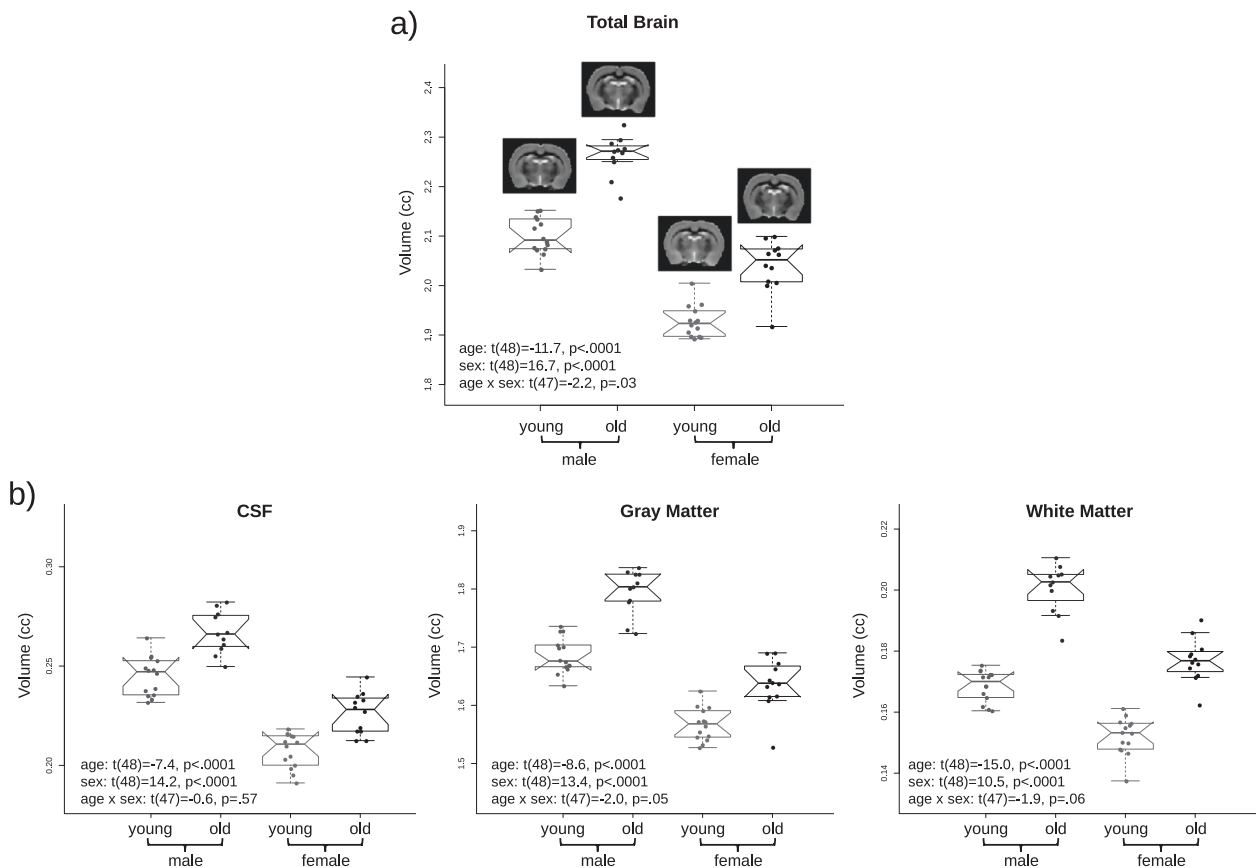 a)
Total Brain
Volume (cc)
2,4
2,3
2,2
2,1
2,0
1,9
1,8
age: t(48)=-11.7, p<.0001
sex: t(48)=16.7, p<.0001
age x sex: t(47)=-2.2, p=.03
young old young old
male female
b)
CSF
Volume (cc)
0.30
0.25
0.20
age: t(48)=-7.4, p<.0001
sex: t(48)=14.2, p<.0001
age x sex: t(47)=-0.6, p=.57
young old young old
male female
Gray Matter
Volume (cc)
1.9
1.8
1.7
1.6
1.5
age: t(48)=-8.6, p<.0001
sex: t(48)=13.4, p<.0001
age x sex: t(47)=-2.0, p=.05
young old young old
male female
White Matter
Volume (cc)
0.22
0.20
0.18
0.16
0.14
age: t(48)=-15.0, p<.0001
sex: t(48)=10.5, p<.0001
age x sex: t(47)=-1.9, p=.06
young old young old
male female